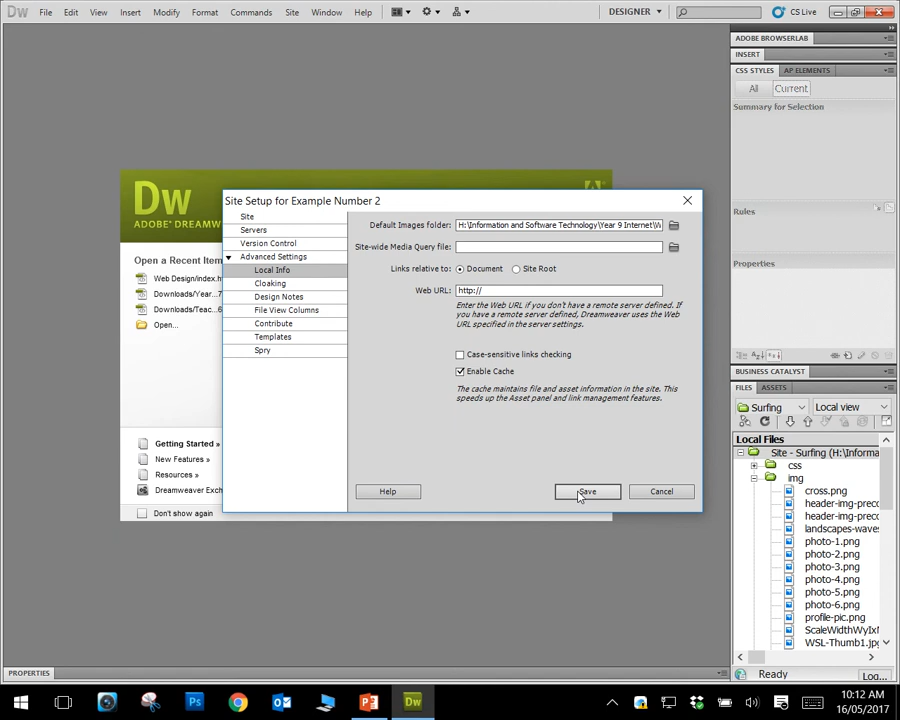 Dw File Edit View Insert Modify Format Commands Site Window Help DESIGNER CS Live
ADOBE BROWSERLAB
INSERT
CSS STYLES AP ELEMENTS
All Current
Summary for Selection
Rules
Properties
BUSINESS CATALYST
FILES ASSETS
Surfing Local view
Local Files
Site - Surfing (H:\Informa
css
img
cross.png
header-img-preco
header-img-preco
landscapes-waves
photo-1.png
photo-2.png
photo-3.png
photo-4.png
photo-5.png
photo-6.png
profile-pic.png
ScaleWidthWyIxN
WSL-Thumb1.jpg
Ready Log...
Dw
ADOBE® DREAMW
Open a Recent Item
Web Design/index.h
Downloads/Year...7
Downloads/Teac...
Open...
Getting Started »
New Features »
Resources »
Dreamweaver Exch
Don't show again
Site Setup for Example Number 2
Site
Servers
Version Control
Advanced Settings
Local Info
Cloaking
Design Notes
File View Columns
Contribute
Templates
Spry
Default Images folder: H:\Information and Software Technology\Year 9 Internet\W
Site-wide Media Query file:
Links relative to: Document Site Root
Web URL: http://
Enter the Web URL if you don't have a remote server defined. If
you have a remote server defined, Dreamweaver uses the Web
URL specified in the server settings.
Case-sensitive links checking
Enable Cache
The cache maintains file and asset information in the site. This
speeds up the Asset panel and link management features.
Help Save Cancel
PROPERTIES
10:12 AM
16/05/2017